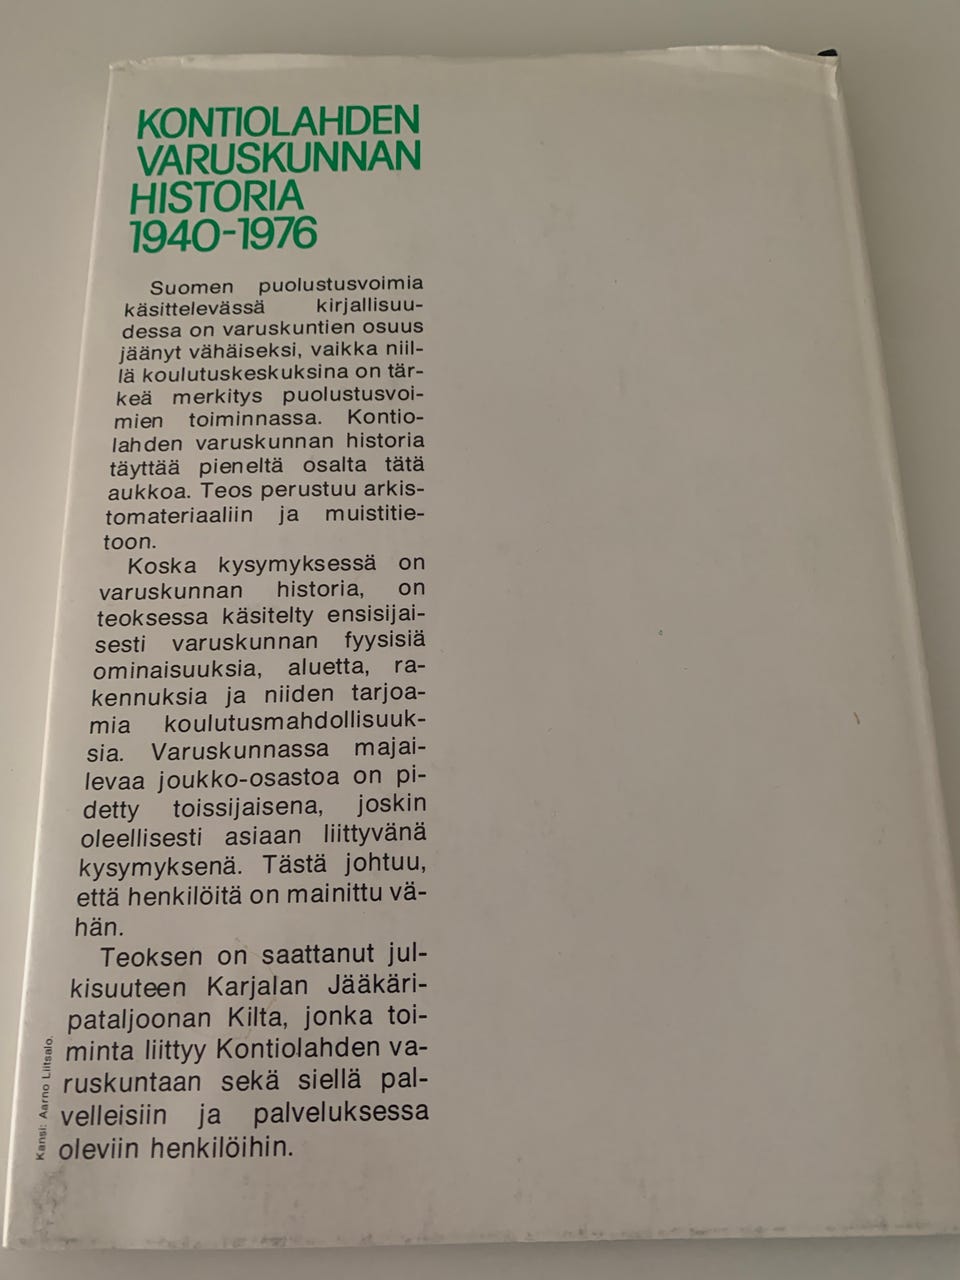 KONTIOLAHDEN
VARUSKUNNAN
HISTORIA
1940-1976
Suomen puolustusvoimia
käsittelevässä kirjallisuu-
dessa on varuskuntien osuus
jäänyt vähäiseksi, vaikka niil-
lä koulutuskeskuksina on tär-
keä merkitys puolustusvoi-
mien toiminnassa. Kontio-
lahden varuskunnan historia
täyttää pieneltä osalta tätä
aukkoa. Teos perustuu arkis-
tomateriaaliin ja muistitie-
toon.
Koska kysymyksessä on
varuskunnan historia, on
teoksessa käsitelty ensisijai-
sesti varuskunnan fyysisiä
ominaisuuksia, aluetta, ra-
kennuksia ja niiden tarjoa-
mia koulutusmahdollisuuk-
sia. Varuskunnassa majai-
levaa joukko-osastoa on pi-
detty toissijaisena, joskin
oleellisesti asiaan liittyvänä
kysymyksenä. Tästä johtuu,
että henkilöitä on mainittu vä-
hän.
Teoksen on saattanut jul-
kisuuteen Karjalan Jääkäri-
pataljoonan Kilta, jonka toi-
minta liittyy Kontiolahden va-
ruskuntaan sekä siellä pal-
velleisiin ja palveluksessa
oleviin henkilöihin.
Kansi: Aarno Liitsalo.